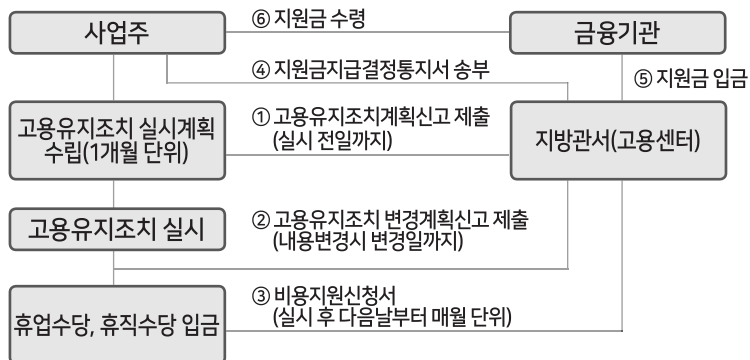 사업주
⑥ 지원금 수령
금융기관
④ 지원금지급결정통지서 송부
⑤ 지원금 입금
고용유지조치 실시계획
수립(1개월 단위)
① 고용유지조치계획신고 제출
(실시 전일까지)
지방관서(고용센터)
고용유지조치 실시
② 고용유지조치 변경계획신고 제출
(내용변경시 변경일까지)
휴업수당, 휴직수당 입금
③ 비용지원신청서
(실시 후 다음날부터 매월 단위)